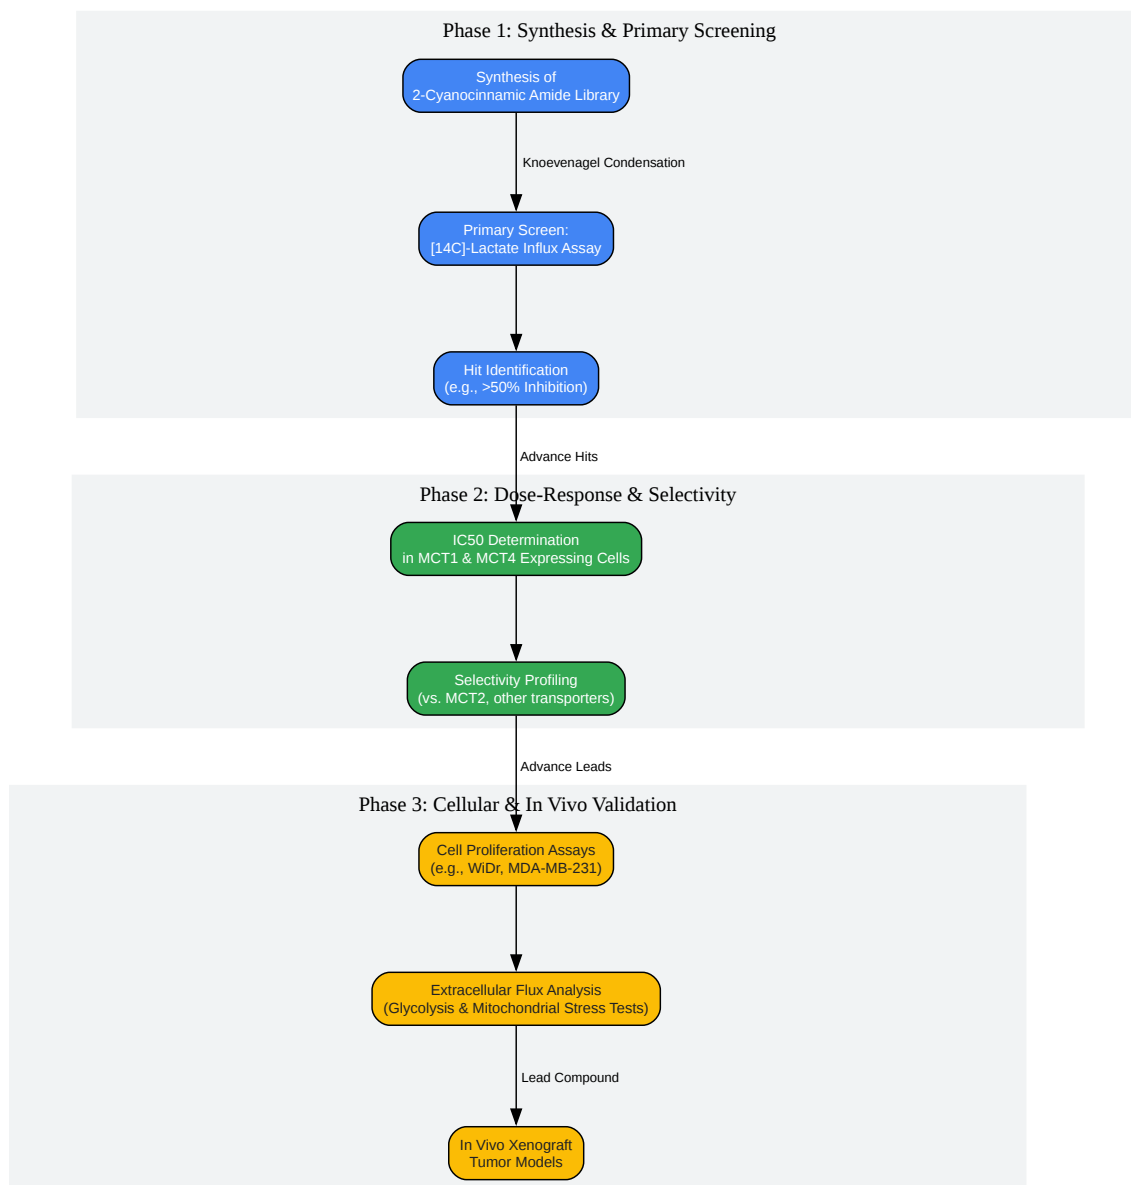 Phase 1: Synthesis & Primary Screening
Synthesis of
2-Cyanocinnamic Amide Library
Knoevenagel Condensation
Primary Screen:
[14C]-Lactate Influx Assay
Hit Identification
(e.g., >50% Inhibition)
Advance Hits
Phase 2: Dose-Response & Selectivity
IC50 Determination
in MCT1 & MCT4 Expressing Cells
Selectivity Profiling
(vs. MCT2, other transporters)
Advance Leads
Phase 3: Cellular & In Vivo Validation
Cell Proliferation Assays
(e.g., WiDr, MDA-MB-231)
Extracellular Flux Analysis
(Glycolysis & Mitochondrial Stress Tests)
Lead Compound
In Vivo Xenograft
Tumor Models